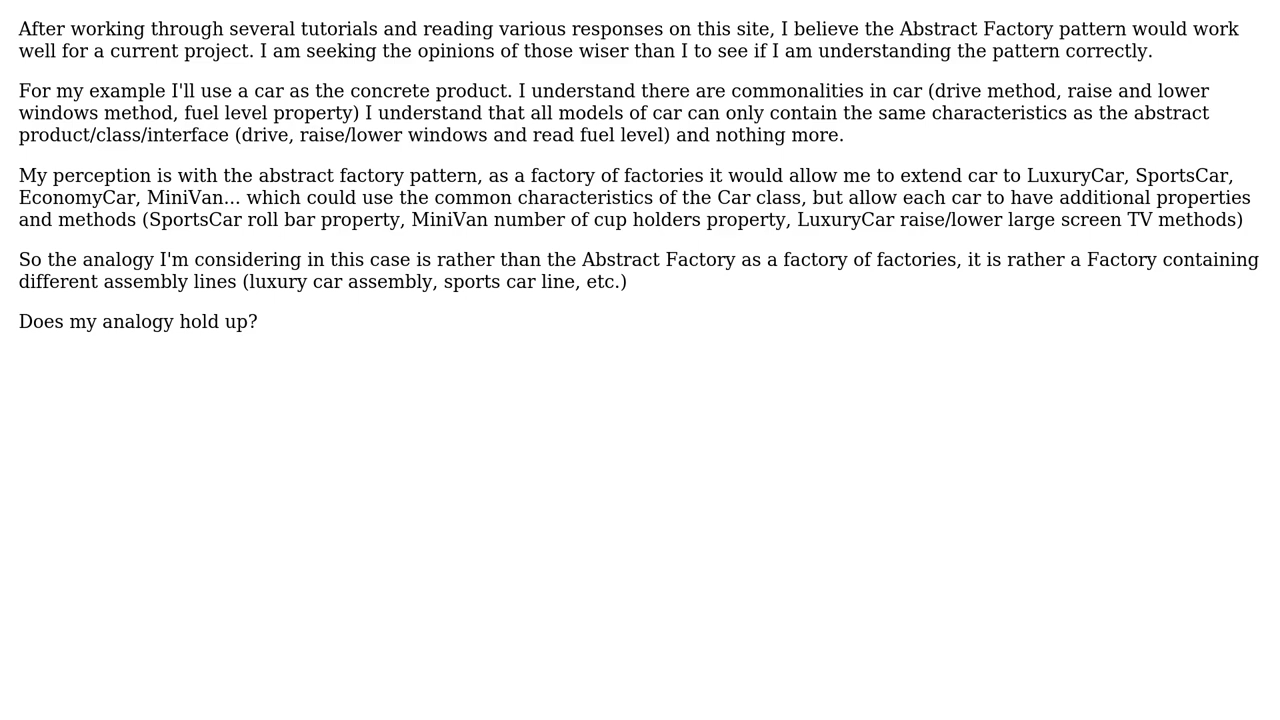 After working through several tutorials and reading various responses on this site, I believe the Abstract Factory pattern would work
well for a current project. I am seeking the opinions of those wiser than I to see if I am understanding the pattern correctly.
For my example I'll use a car as the concrete product. I understand there are commonalities in car (drive method, raise and lower
windows method, fuel level property) I understand that all models of car can only contain the same characteristics as the abstract
product/class/interface (drive, raise/lower windows and read fuel level) and nothing more.
My perception is with the abstract factory pattern, as a factory of factories it would allow me to extend car to LuxuryCar, SportsCar,
EconomyCar, MiniVan... which could use the common characteristics of the Car class, but allow each car to have additional properties
and methods (SportsCar roll bar property, MiniVan number of cup holders property, LuxuryCar raise/lower large screen TV methods)
So the analogy I'm considering in this case is rather than the Abstract Factory as a factory of factories, it is rather a Factory containing
different assembly lines (luxury car assembly, sports car line, etc.)
Does my analogy hold up?